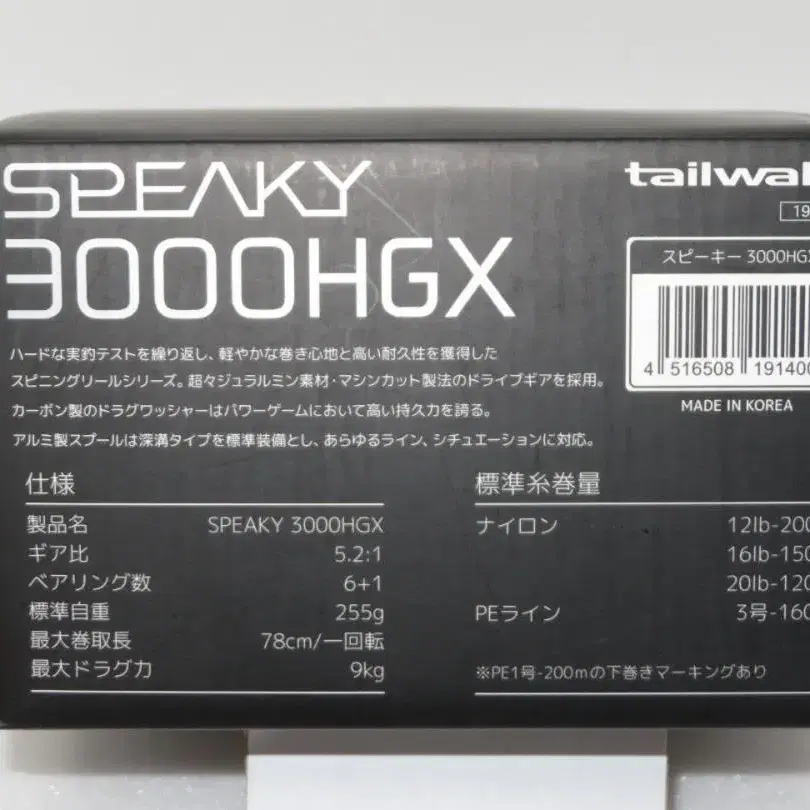 SPEAKY
3000HGX
tailwal
19
スピーキー 3000HGX
4 516508 191400
MADE IN KOREA
ハードな実釣テストを繰り返し、軽やかな巻き心地と高い耐久性を獲得した
スピニングリールシリーズ。超々ジュラルミン素材・マシンカット製法のドライブギアを採用。
カーボン製のドラグワッシャーはパワーゲームにおいて高い持久力を誇る。
アルミ製スプールは深溝タイプを標準装備とし、あらゆるライン、シチュエーションに対応。
仕様
製品名 SPEAKY 3000HGX
ギア比 5.2:1
ベアリング数 6+1
標準自重 255g
最大巻取長 78cm/一回転
最大ドラグ力 9kg
標準糸巻量
ナイロン 12lb-200
16lb-150
20lb-120
PEライン 3号-160
※PE1号-200mの下巻きマーキングあり